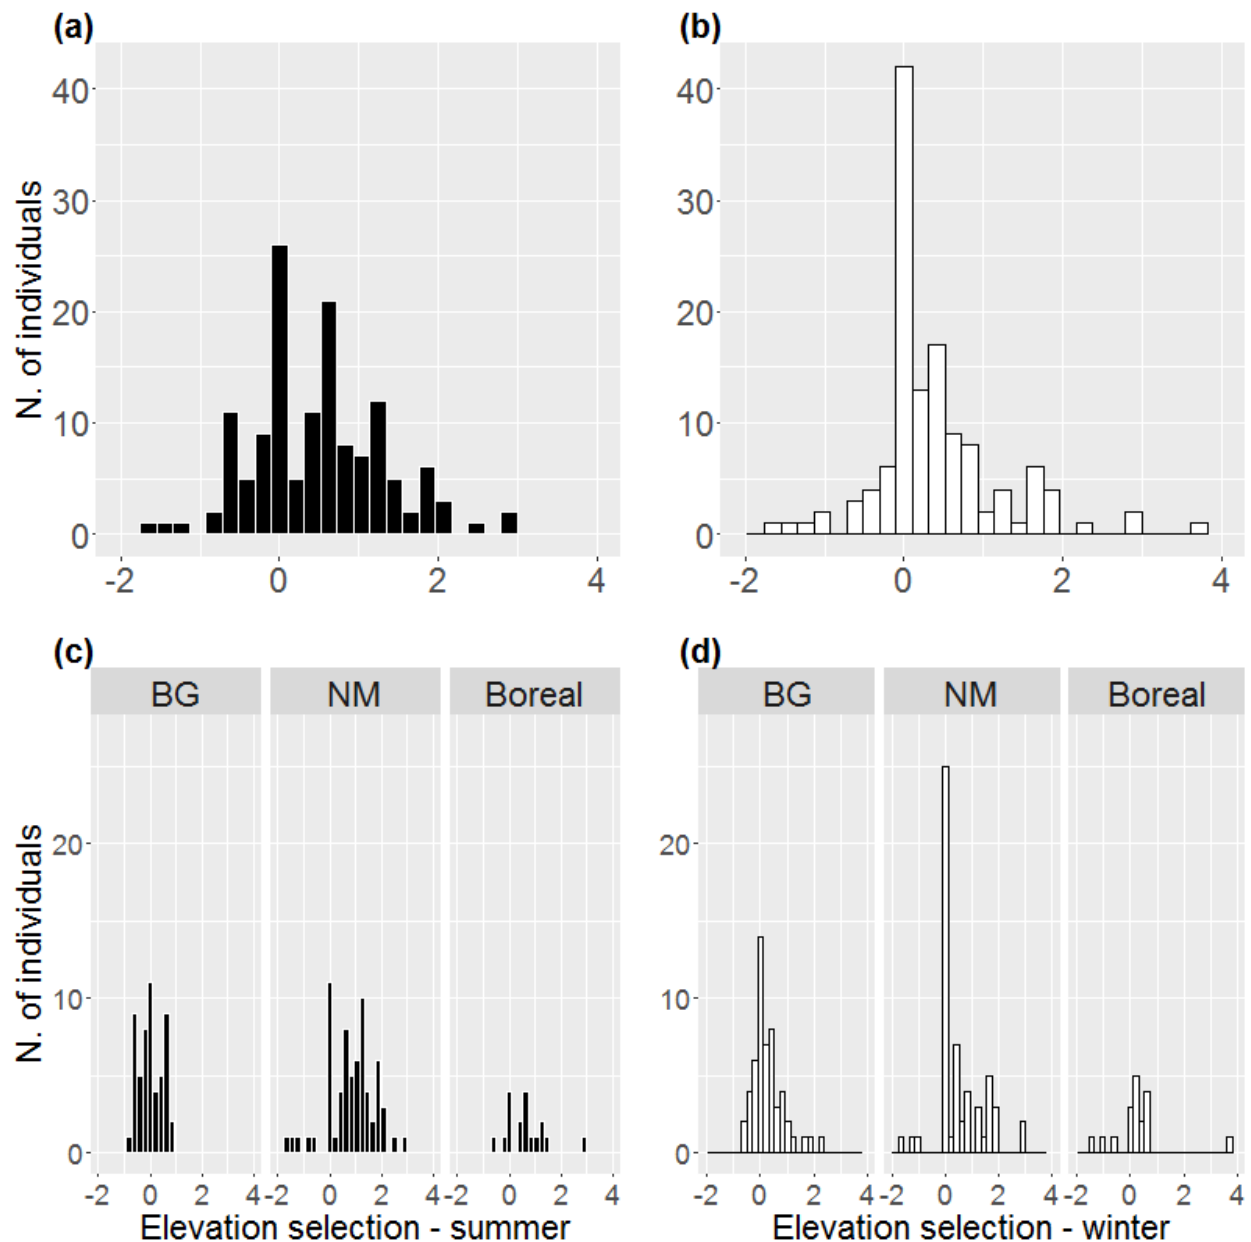 (a)
(b)
N. of individuals
40
30
20
10
0
-2 0 2 4
40
30
20
10
0
-2 0 2 4
(c)
(d)
BG NM Boreal
BG NM Boreal
N. of individuals
20
10
0
-2 0 2 4 -2 0 2 4 -2 0 2 4
Elevation selection - summer
20
10
0
-2 0 2 4 -2 0 2 4 -2 0 2 4
Elevation selection - winter